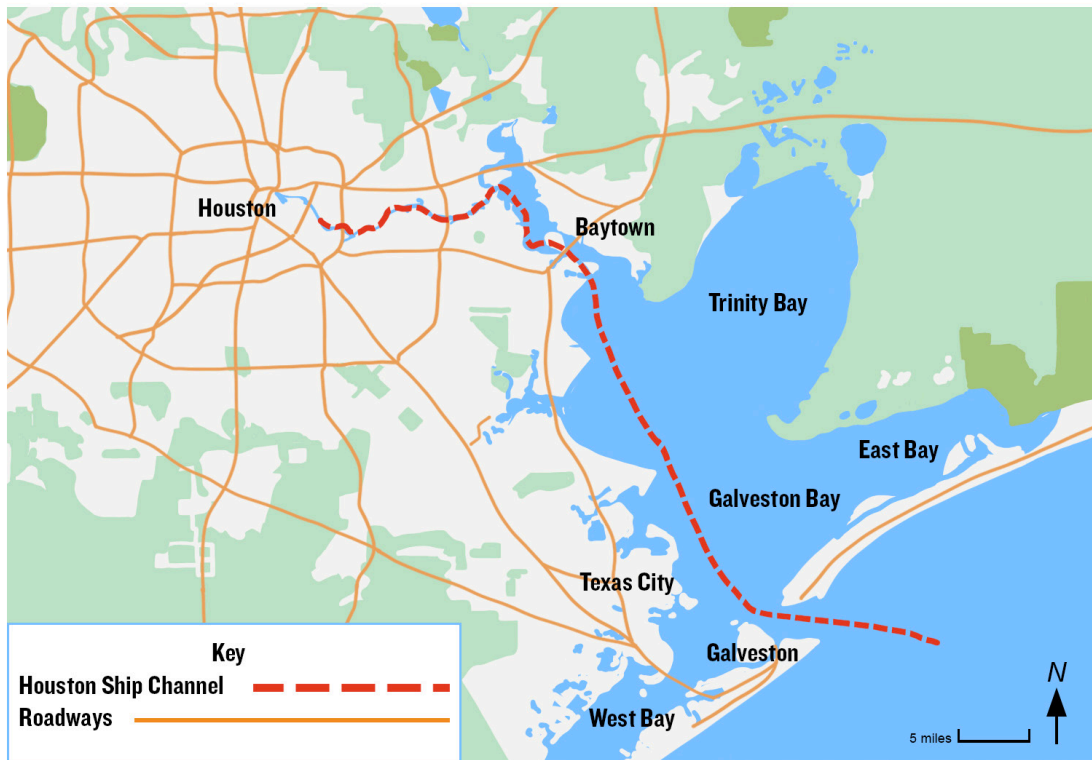 Houston
Baytown
Trinity Bay
East Bay
Galveston Bay
Texas City
Galveston
West Bay
Key
Houston Ship Channel
Roadways
N
5 miles